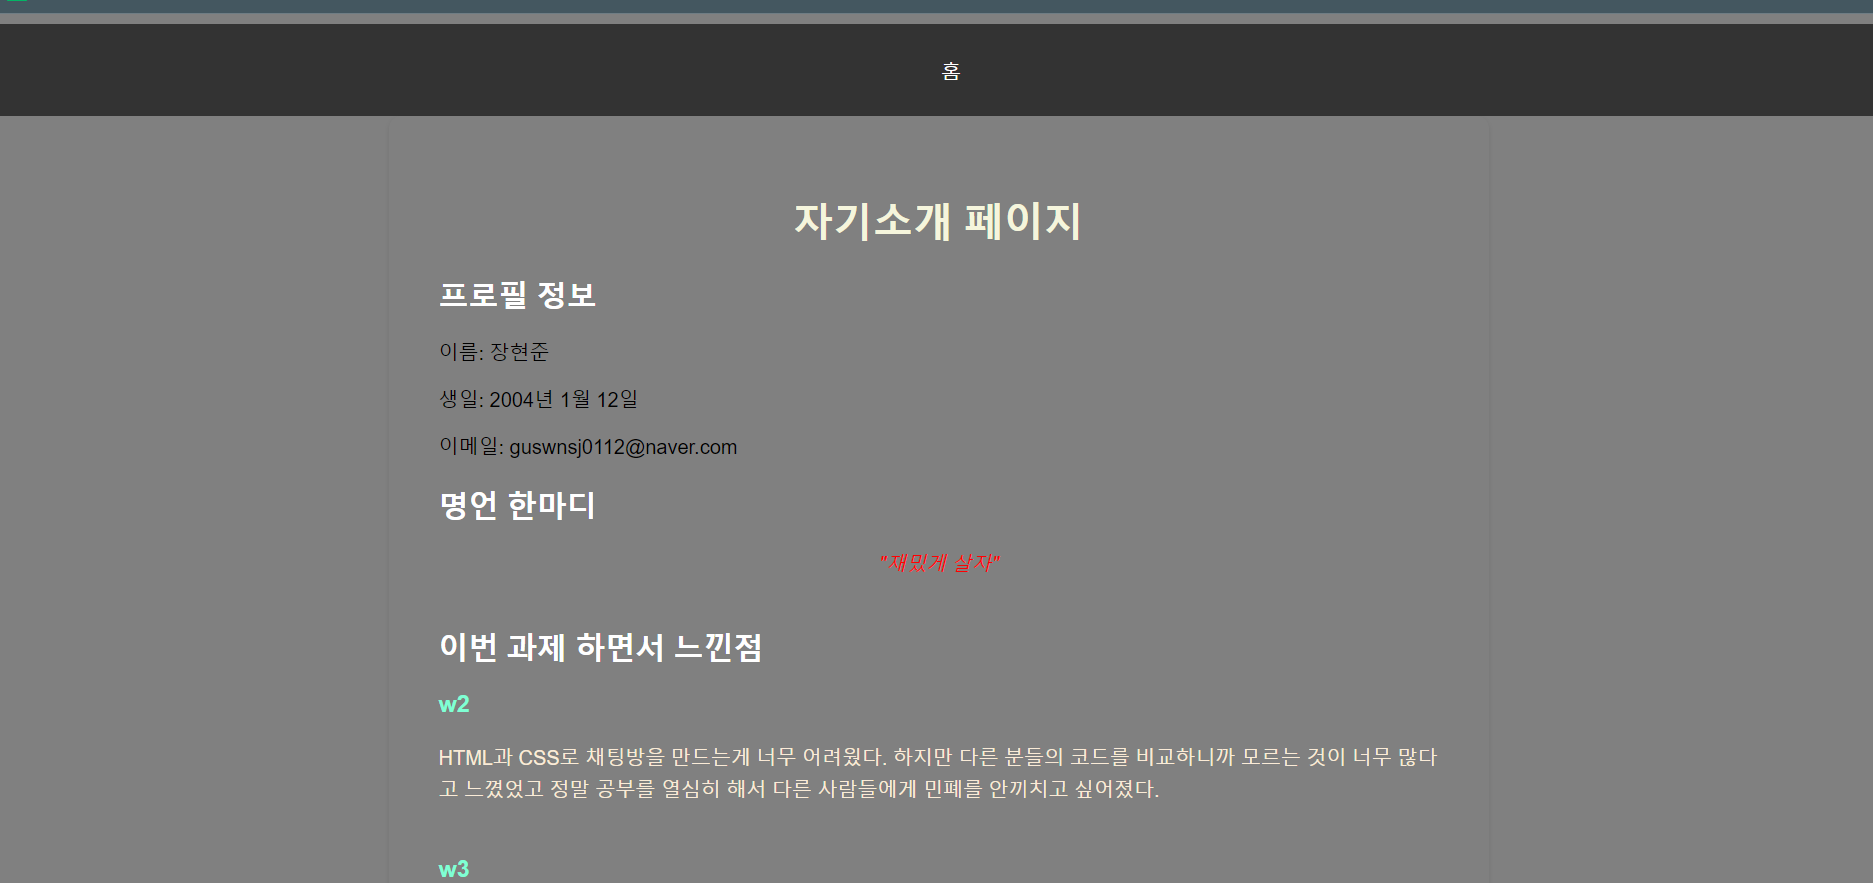 홈
자기소개 페이지
프로필 정보
이름: 장현준
생일: 2004년 1월 12일
이메일: guswnsj0112@naver.com
명언 한마디
"재밌게 살자"
이번 과제 하면서 느낀점
w2
HTML과 CSS로 채팅방을 만드는게 너무 어려웠다. 하지만 다른 분들의 코드를 비교하니까 모르는 것이 너무 많다
고 느꼈었고 정말 공부를 열심히 해서 다른 사람들에게 민폐를 안끼치고 싶어졌다.
w3